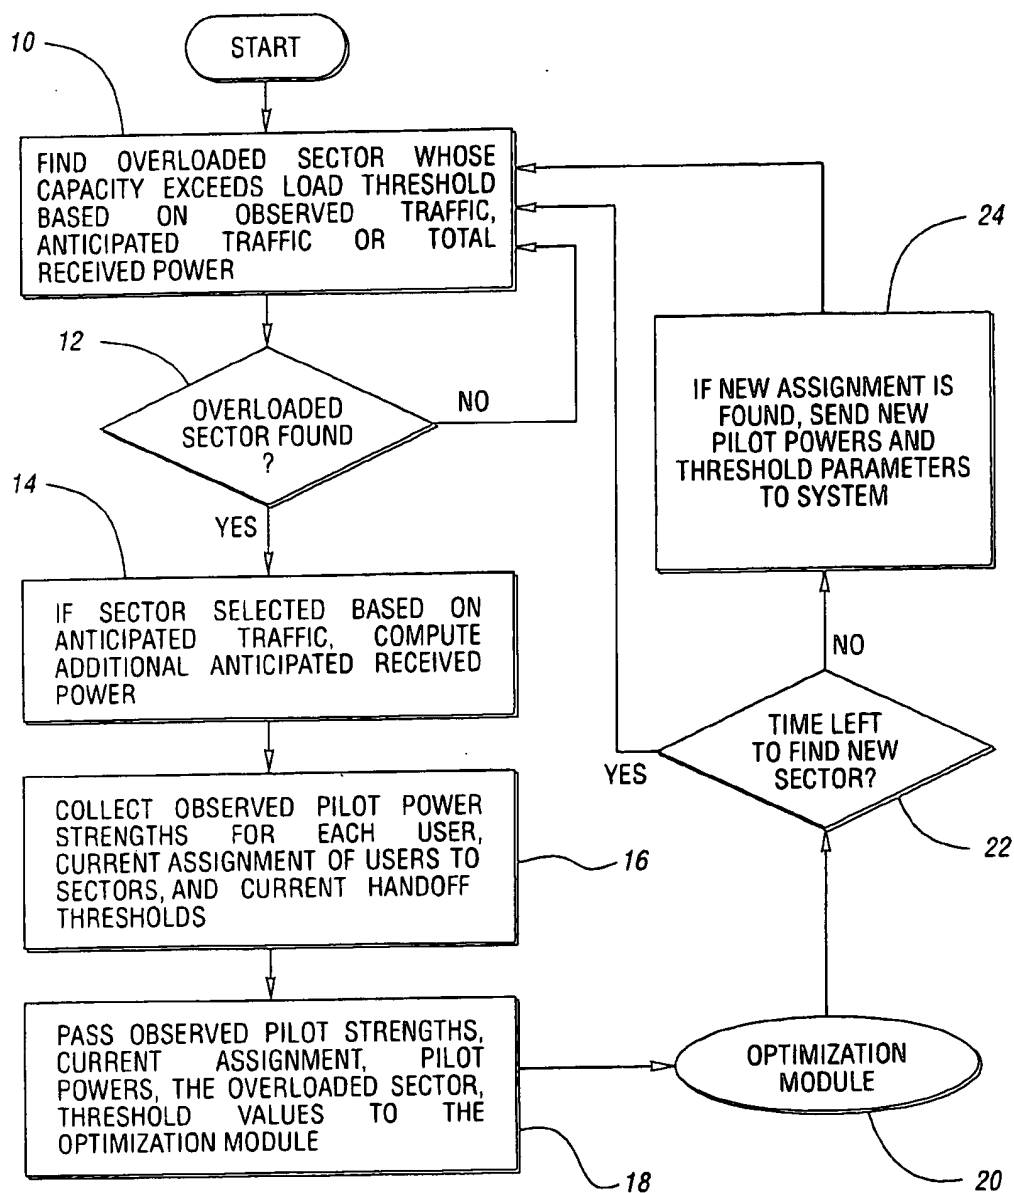 START
10
FIND OVERLOADED SECTOR WHOSE
CAPACITY EXCEEDS LOAD THRESHOLD
BASED ON OBSERVED TRAFFIC,
ANTICIPATED TRAFFIC OR TOTAL
RECEIVED POWER
12
OVERLOADED
SECTOR FOUND
?
NO
YES
14
IF SECTOR SELECTED BASED ON
ANTICIPATED TRAFFIC, COMPUTE
ADDITIONAL ANTICIPATED RECEIVED
POWER
COLLECT OBSERVED PILOT POWER
STRENGTHS FOR EACH USER,
CURRENT ASSIGNMENT OF USERS TO
SECTORS, AND CURRENT HANDOFF
THRESHOLDS
16
PASS OBSERVED PILOT STRENGTHS,
CURRENT ASSIGNMENT, PILOT
POWERS, THE OVERLOADED SECTOR,
THRESHOLD VALUES TO THE
OPTIMIZATION MODULE
18
OPTIMIZATION
MODULE
20
TIME LEFT
TO FIND NEW
SECTOR?
22
YES
NO
IF NEW ASSIGNMENT IS
FOUND, SEND NEW
PILOT POWERS AND
THRESHOLD PARAMETERS
TO SYSTEM
24